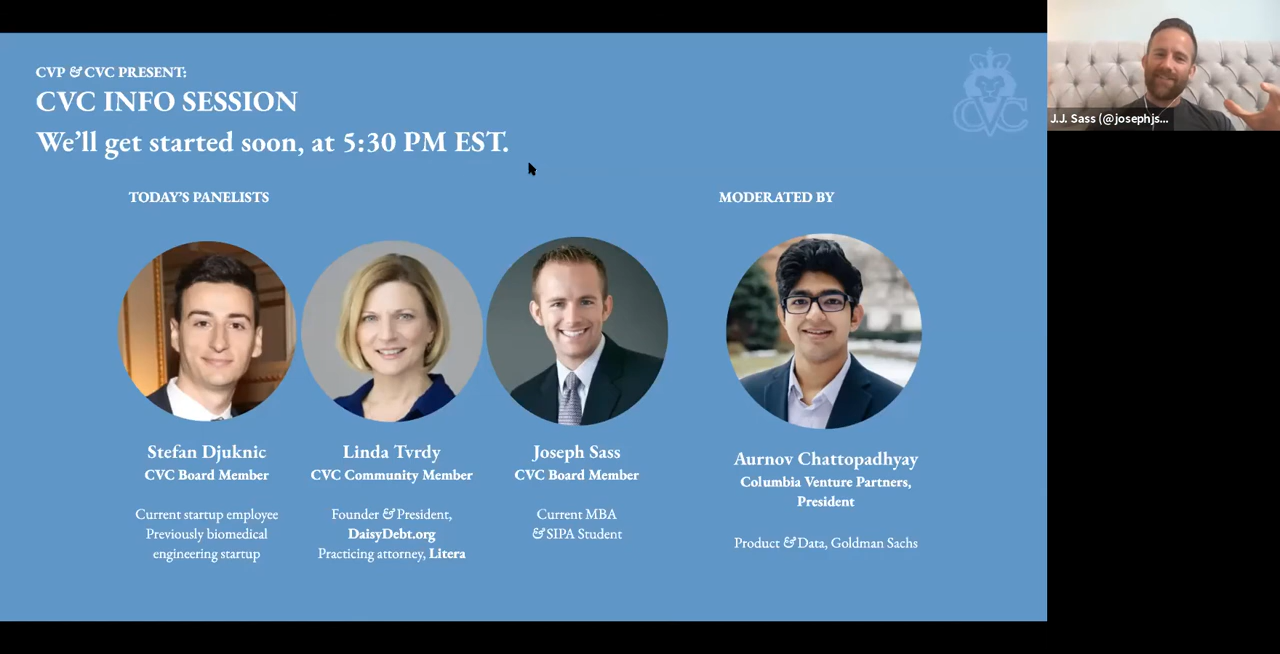 CVP & CVC PRESENT:
CVC INFO SESSION
We'll get started soon, at 5:30 PM EST.
CVC
J.J. Sass (@josephjs...
TODAY'S PANELISTS
MODERATED BY
Stefan Djuknic
CVC Board Member
Current startup employee
Previously biomedical
engineering startup
Linda Tvrdy
CVC Community Member
Founder & President,
DaisyDebt.org
Practicing attorney, Litera
Joseph Sass
CVC Board Member
Current MBA
& SIPA Student
Aurnov Chattopadhyay
Columbia Venture Partners,
President
Product & Data, Goldman Sachs